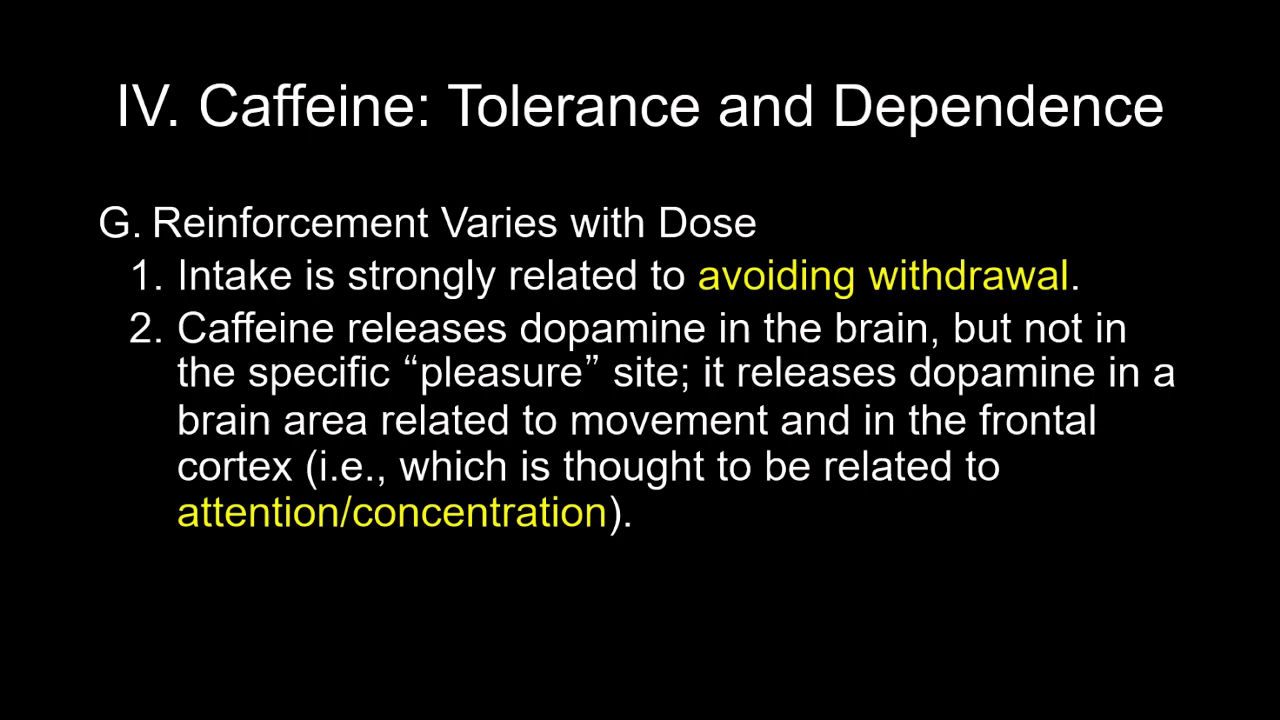 IV. Caffeine: Tolerance and Dependence
G. Reinforcement Varies with Dose
1. Intake is strongly related to avoiding withdrawal.
2. Caffeine releases dopamine in the brain, but not in
the specific “pleasure” site; it releases dopamine in a
brain area related to movement and in the frontal
cortex (i.e., which is thought to be related to
attention/concentration).